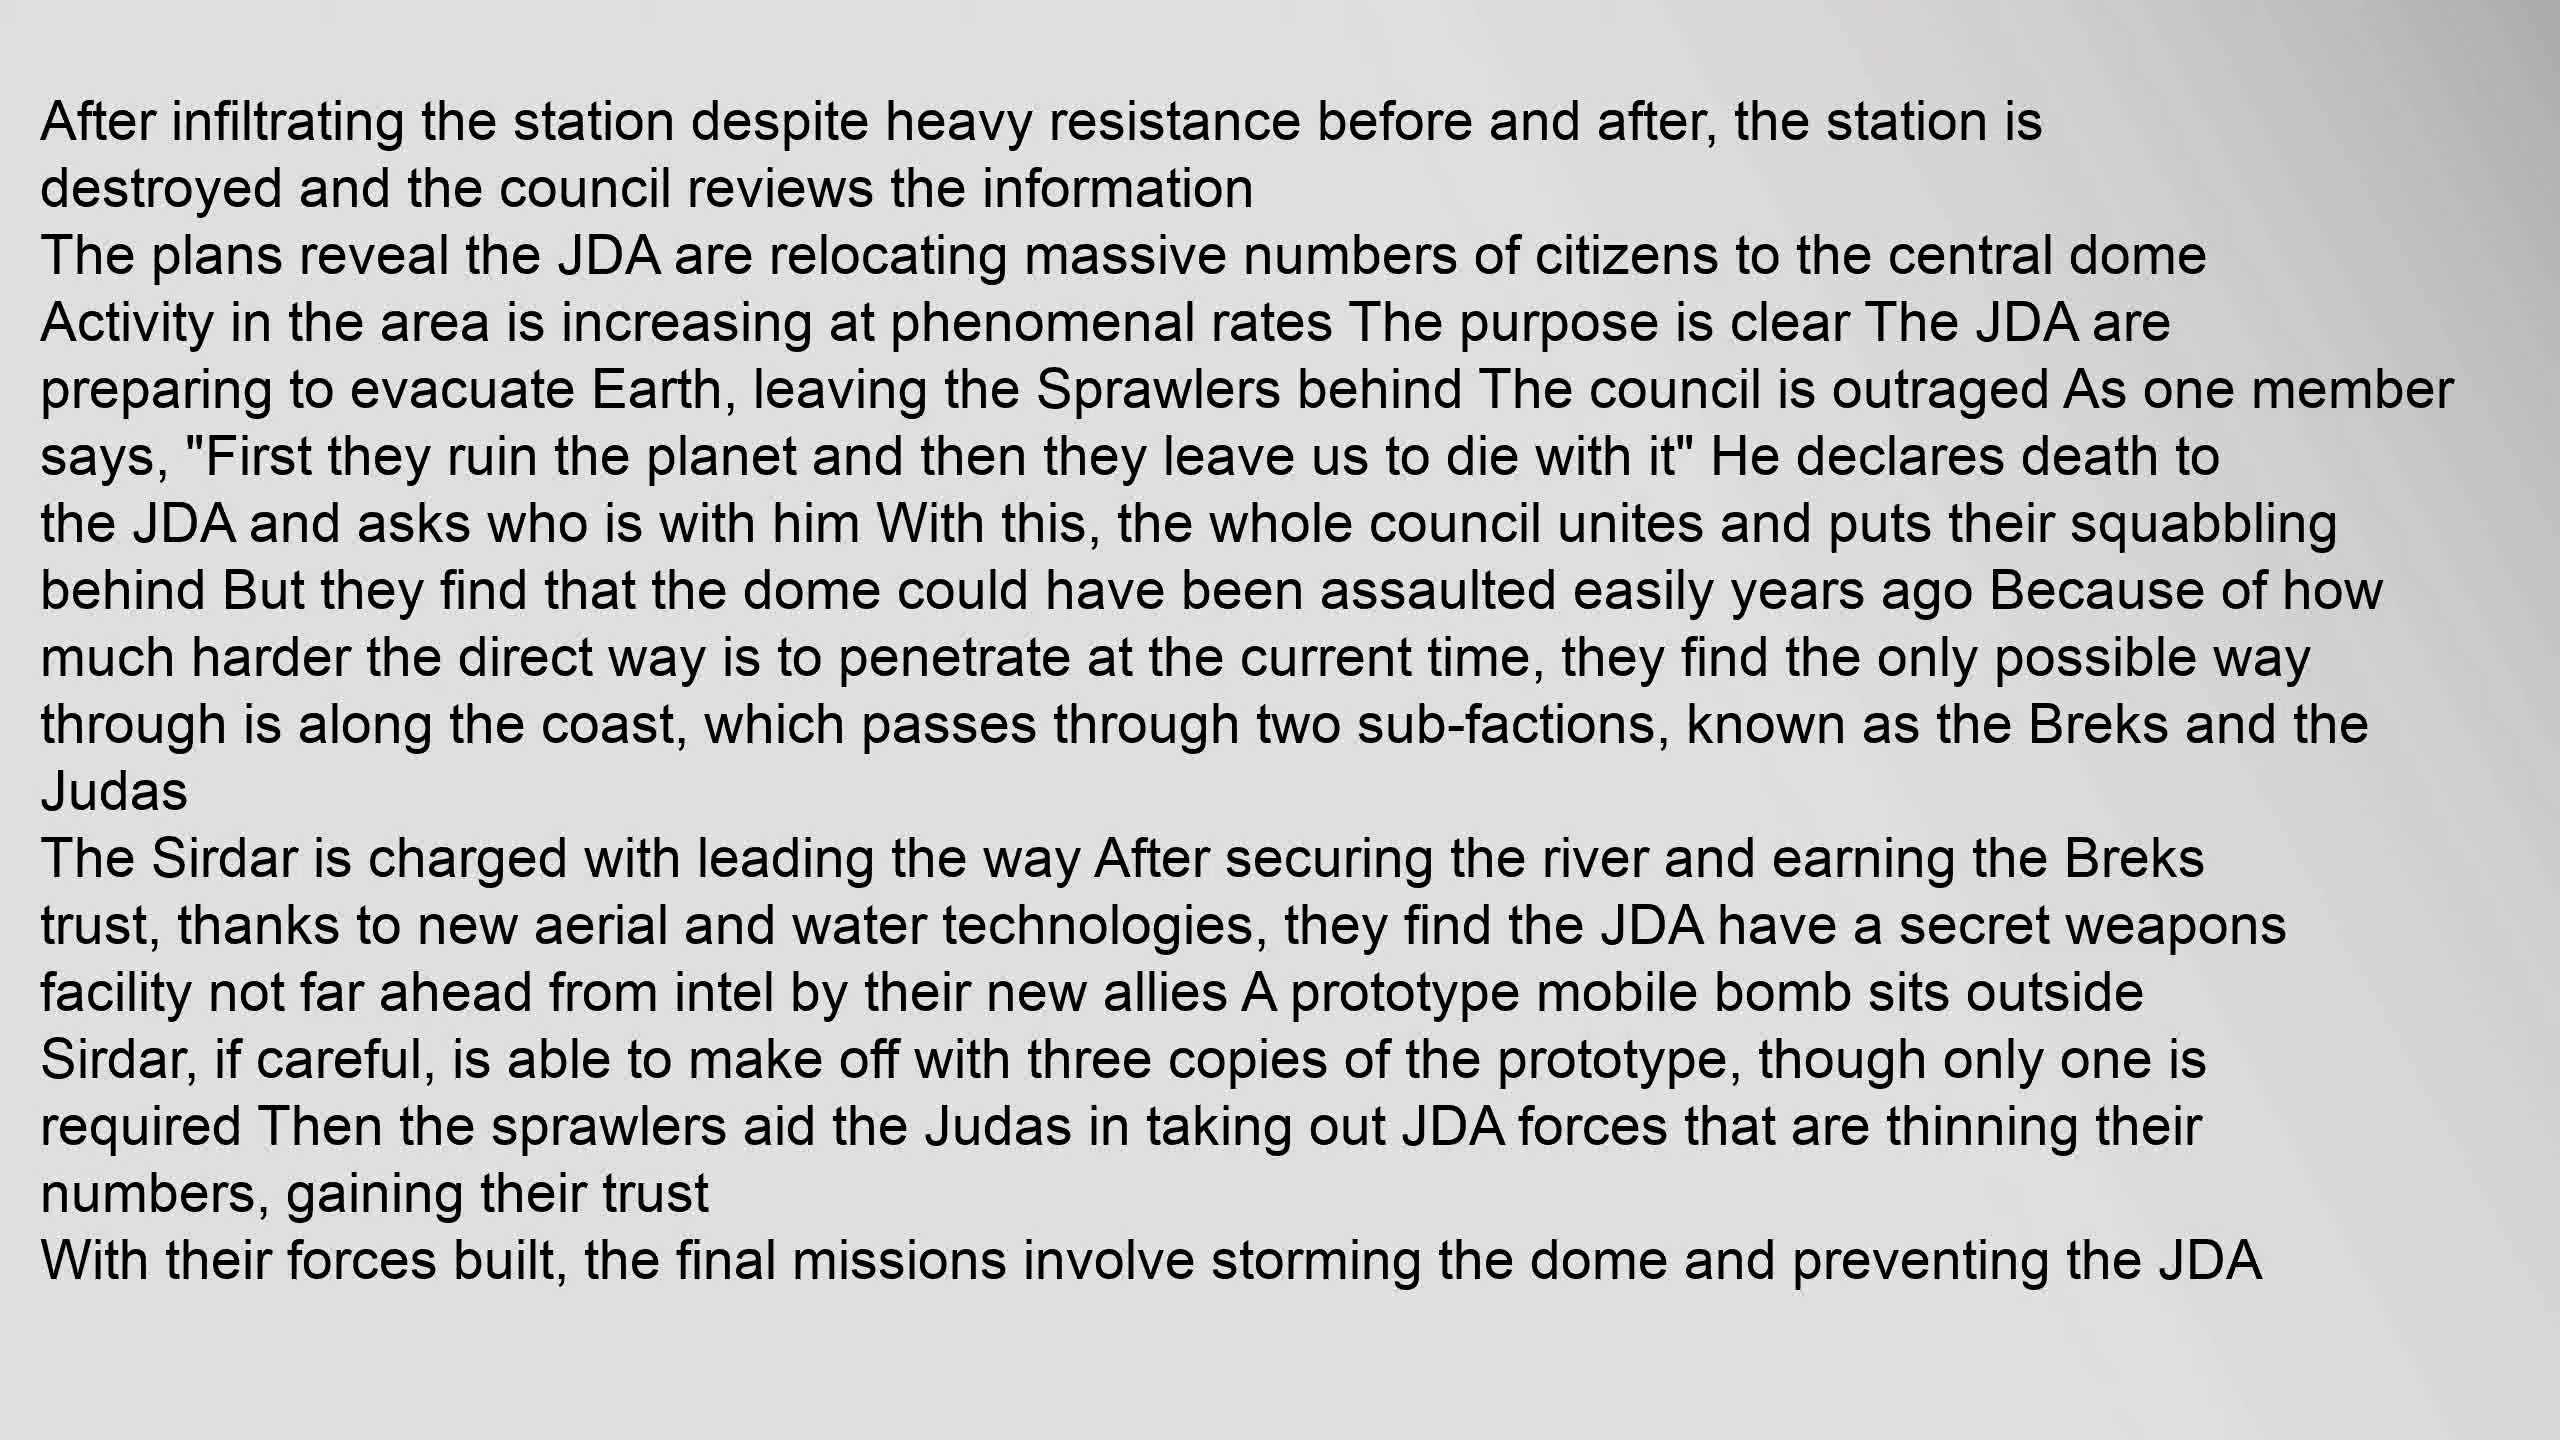 After infiltrating the station despite heavy resistance before and after, the station is
destroyed and the council reviews the information
The plans reveal the JDA are relocating massive numbers of citizens to the central dome
Activity in the area is increasing at phenomenal rates The purpose is clear The JDA are
preparing to evacuate Earth, leaving the Sprawlers behind The council is outraged As one member
says, "First they ruin the planet and then they leave us to die with it" He declares death to
the JDA and asks who is with him With this, the whole council unites and puts their squabbling
behind But they find that the dome could have been assaulted easily years ago Because of how
much harder the direct way is to penetrate at the current time, they find the only possible way
through is along the coast, which passes through two sub-factions, known as the Breks and the
Judas
The Sirdar is charged with leading the way After securing the river and earning the Breks
trust, thanks to new aerial and water technologies, they find the JDA have a secret weapons
facility not far ahead from intel by their new allies A prototype mobile bomb sits outside
Sirdar, if careful, is able to make off with three copies of the prototype, though only one is
required Then the sprawlers aid the Judas in taking out JDA forces that are thinning their
numbers, gaining their trust
With their forces built, the final missions involve storming the dome and preventing the JDA